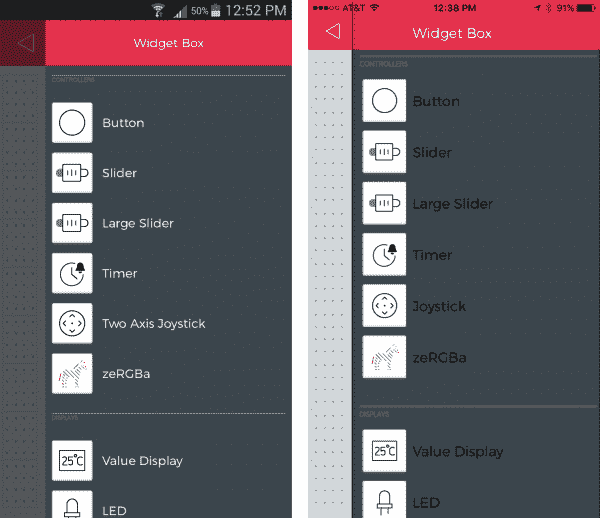 50% 12:52 PM
Widget Box
CONTROLLERS
Button
Slider
Large Slider
Timer
Two Axis Joystick
zeRGBa
DISPLAYS
25°C
Value Display
LED
AT&T 12:38 PM 91%
Widget Box
CONTROLLERS
Button
Slider
Large Slider
Timer
Joystick
zeRGBa
DISPLAYS
25°C
Value Display
LED